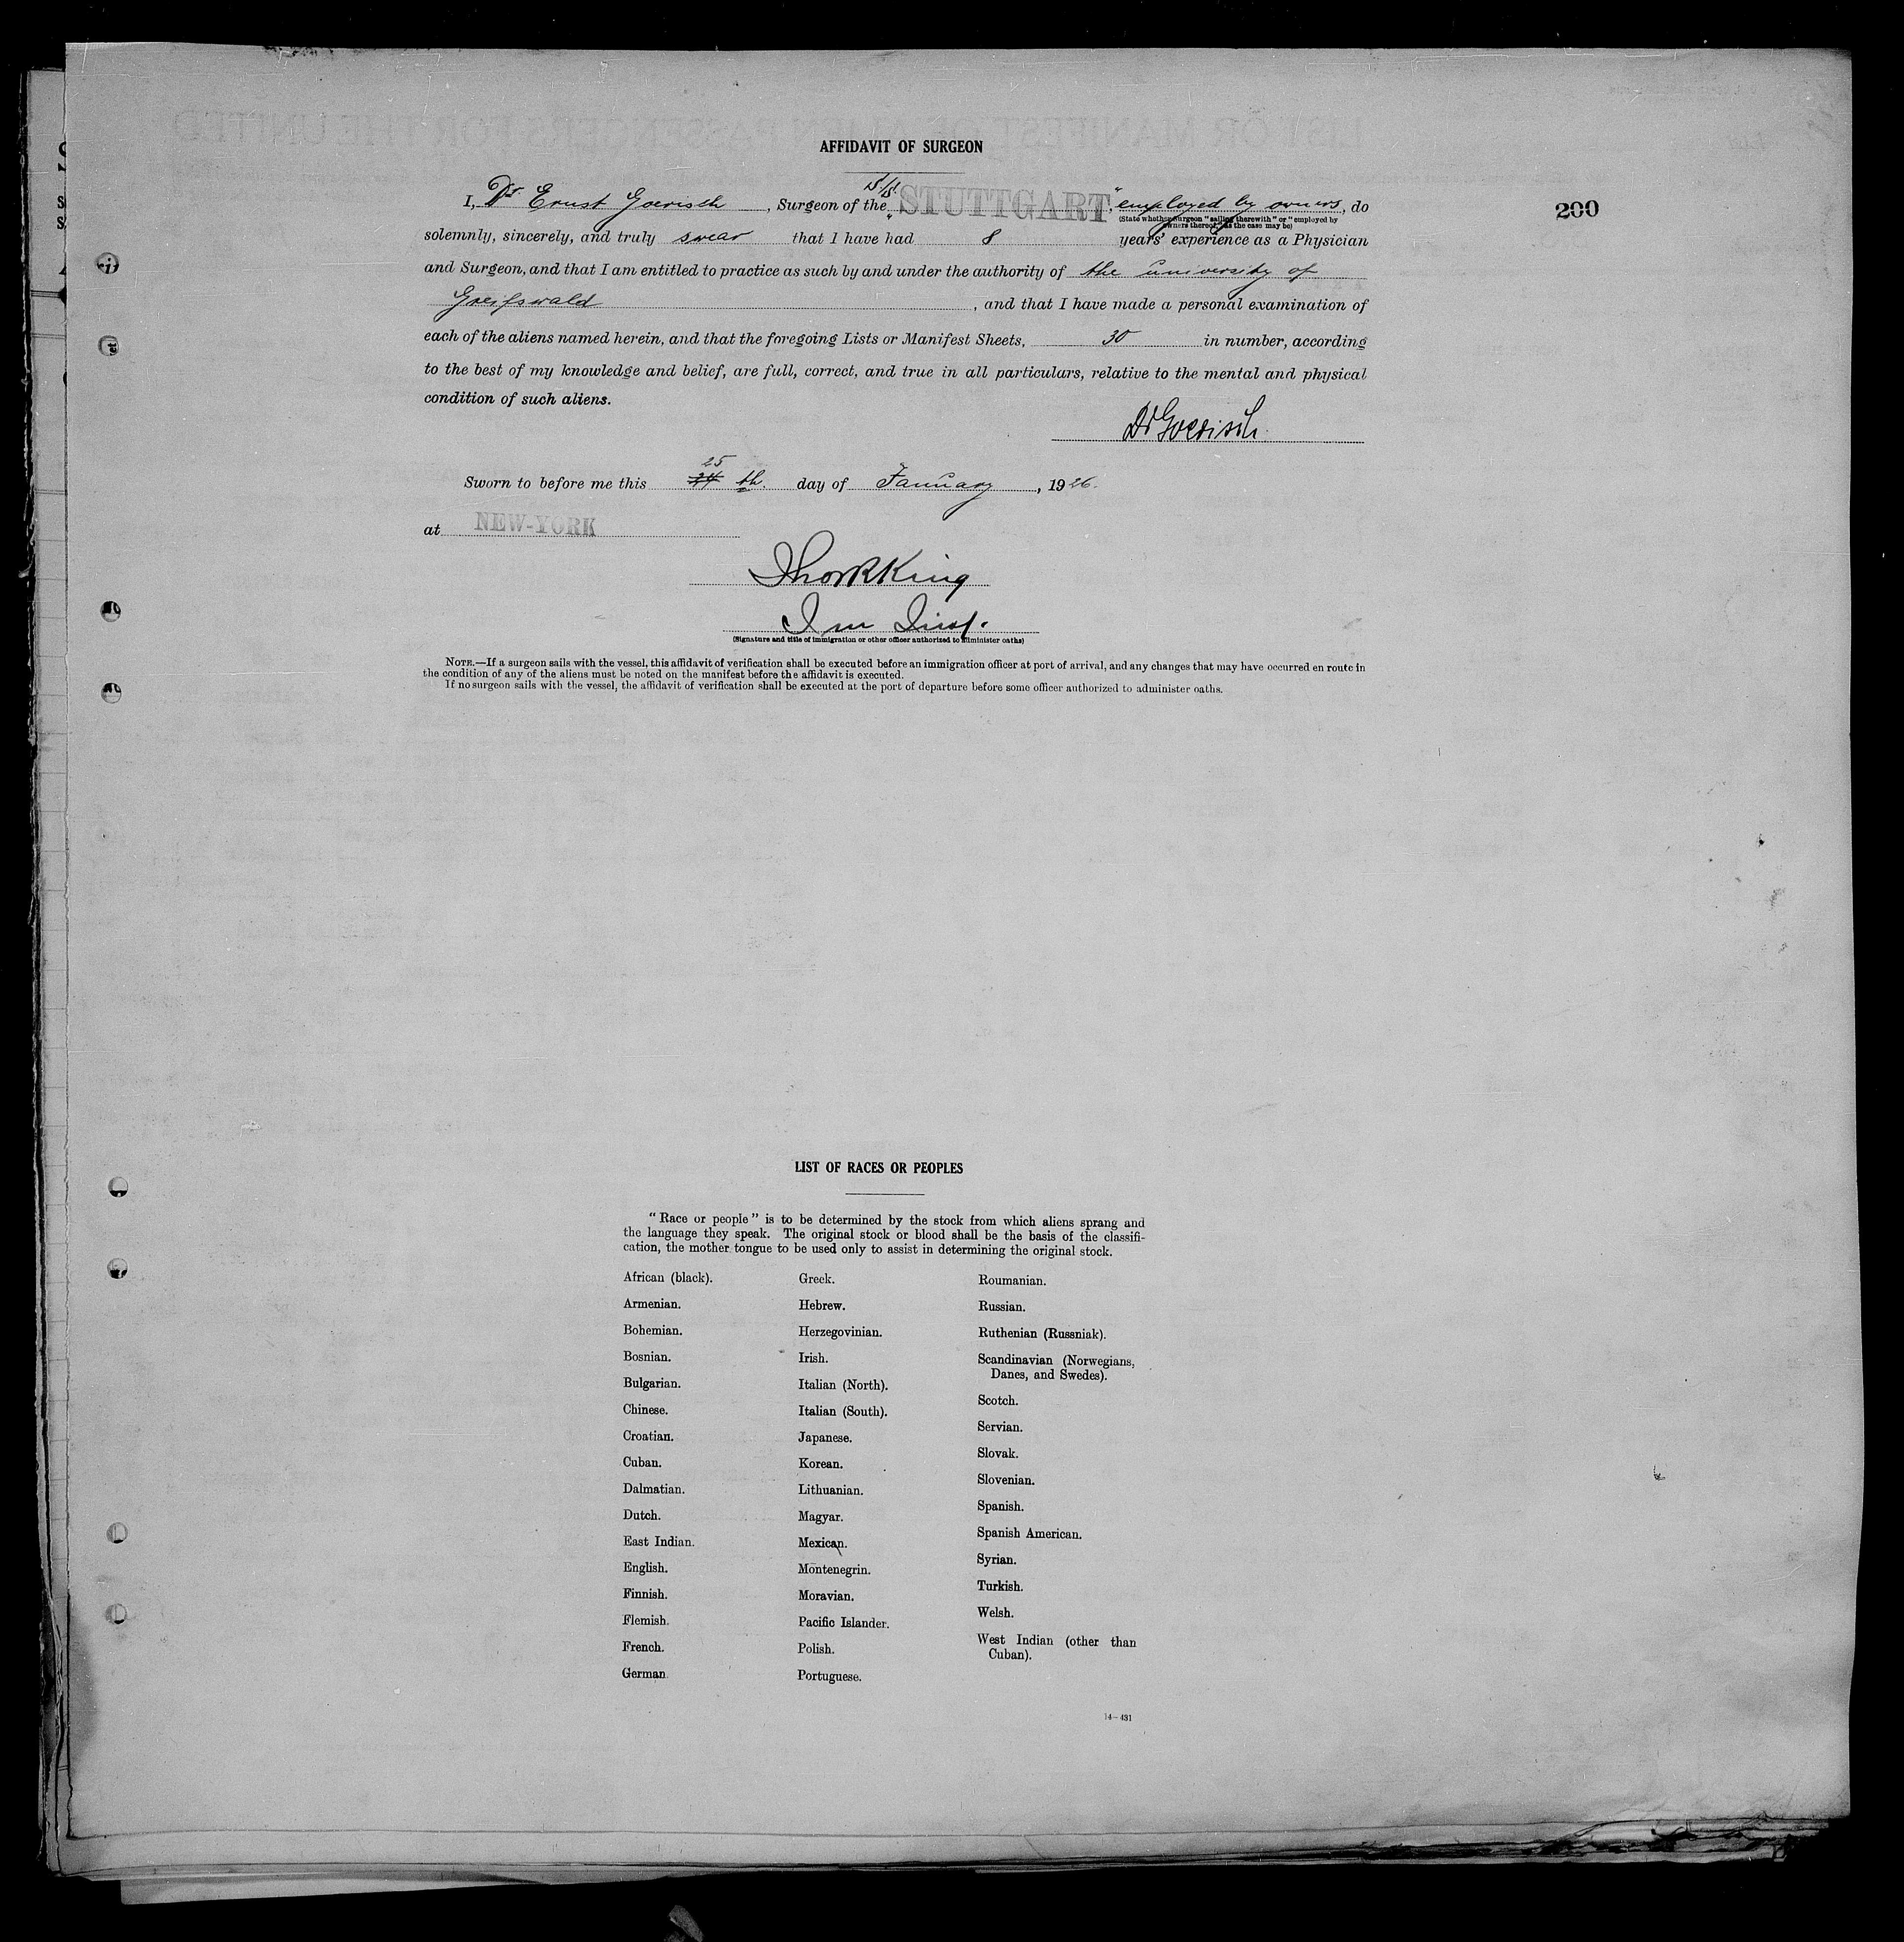 AFFIDAVIT OF SURGEON
200
I, Dr. Ernst Goerisch, Surgeon of the S/S. "STUTTGART", employed by owners, do
(State whether surgeon "sailing therewith" or "employed by
owners thereof," as the case may be)
solemnly, sincerely, and truly swear that I have had 8 years' experience as a Physician
and Surgeon, and that I am entitled to practice as such by and under the authority of the university of
Greifswald, and that I have made a personal examination of
each of the aliens named herein, and that the foregoing Lists or Manifest Sheets, 30 in number, according
to the best of my knowledge and belief, are full, correct, and true in all particulars, relative to the mental and physical
condition of such aliens.
Dr Goerisch
25
Sworn to before me this 24 th. day of January, 1926.
at NEW-YORK
King
Im Insp.
(Signature and title of immigration or other officer authorized to administer oaths)
NOTE.—If a surgeon sails with the vessel, this affidavit of verification shall be executed before an immigration officer at port of arrival, and any changes that may have occurred en route in
the condition of any of the aliens must be noted on the manifest before the affidavit is executed.
If no surgeon sails with the vessel, the affidavit of verification shall be executed at the port of departure before some officer authorized to administer oaths.
LIST OF RACES OR PEOPLES
"Race or people" is to be determined by the stock from which aliens sprang and
the language they speak. The original stock or blood shall be the basis of the classifi-
cation, the mother tongue to be used only to assist in determining the original stock.
African (black).
Armenian.
Bohemian.
Bosnian.
Bulgarian.
Chinese.
Croatian.
Cuban.
Dalmatian.
Dutch.
East Indian.
English.
Finnish.
Flemish.
French.
German.
Greek.
Hebrew.
Herzegovinian.
Irish.
Italian (North).
Italian (South).
Japanese.
Korean.
Lithuanian.
Magyar.
Mexican.
Montenegrin.
Moravian.
Pacific Islander.
Polish.
Portuguese.
Roumanian.
Russian.
Ruthenian (Russniak).
Scandinavian (Norwegians,
Danes, and Swedes).
Scotch.
Servian.
Slovak.
Slovenian.
Spanish.
Spanish American.
Syrian.
Turkish.
Welsh.
West Indian (other than
Cuban).
14—431